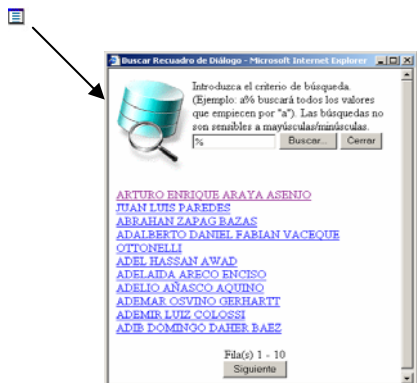 Buscar Recuadro de Diálogo - Microsoft Internet Explorer
Introduzca el criterio de búsqueda.
(Ejemplo: a% buscará todos los valores
que empiecen por "a"). Las búsquedas no
son sensibles a mayúsculas/minúsculas.
% Buscar... Cerrar
ARTURO ENRIQUE ARAYA ASENJO
JUAN LUIS PAREDES
ABRAHAN ZAPAG BAZAS
ADALBERTO DANIEL FABIAN VACEQUE
OTTONELLI
ADEL HASSAN AWAD
ADELAIDA ARECO ENCISO
ADELIO AÑASCO AQUINO
ADEMAR OSVINO GERHARTT
ADEMIR LUIZ COLOSSI
ADIB DOMINGO DAHER BAEZ
Fila(s) 1 - 10
Siguiente